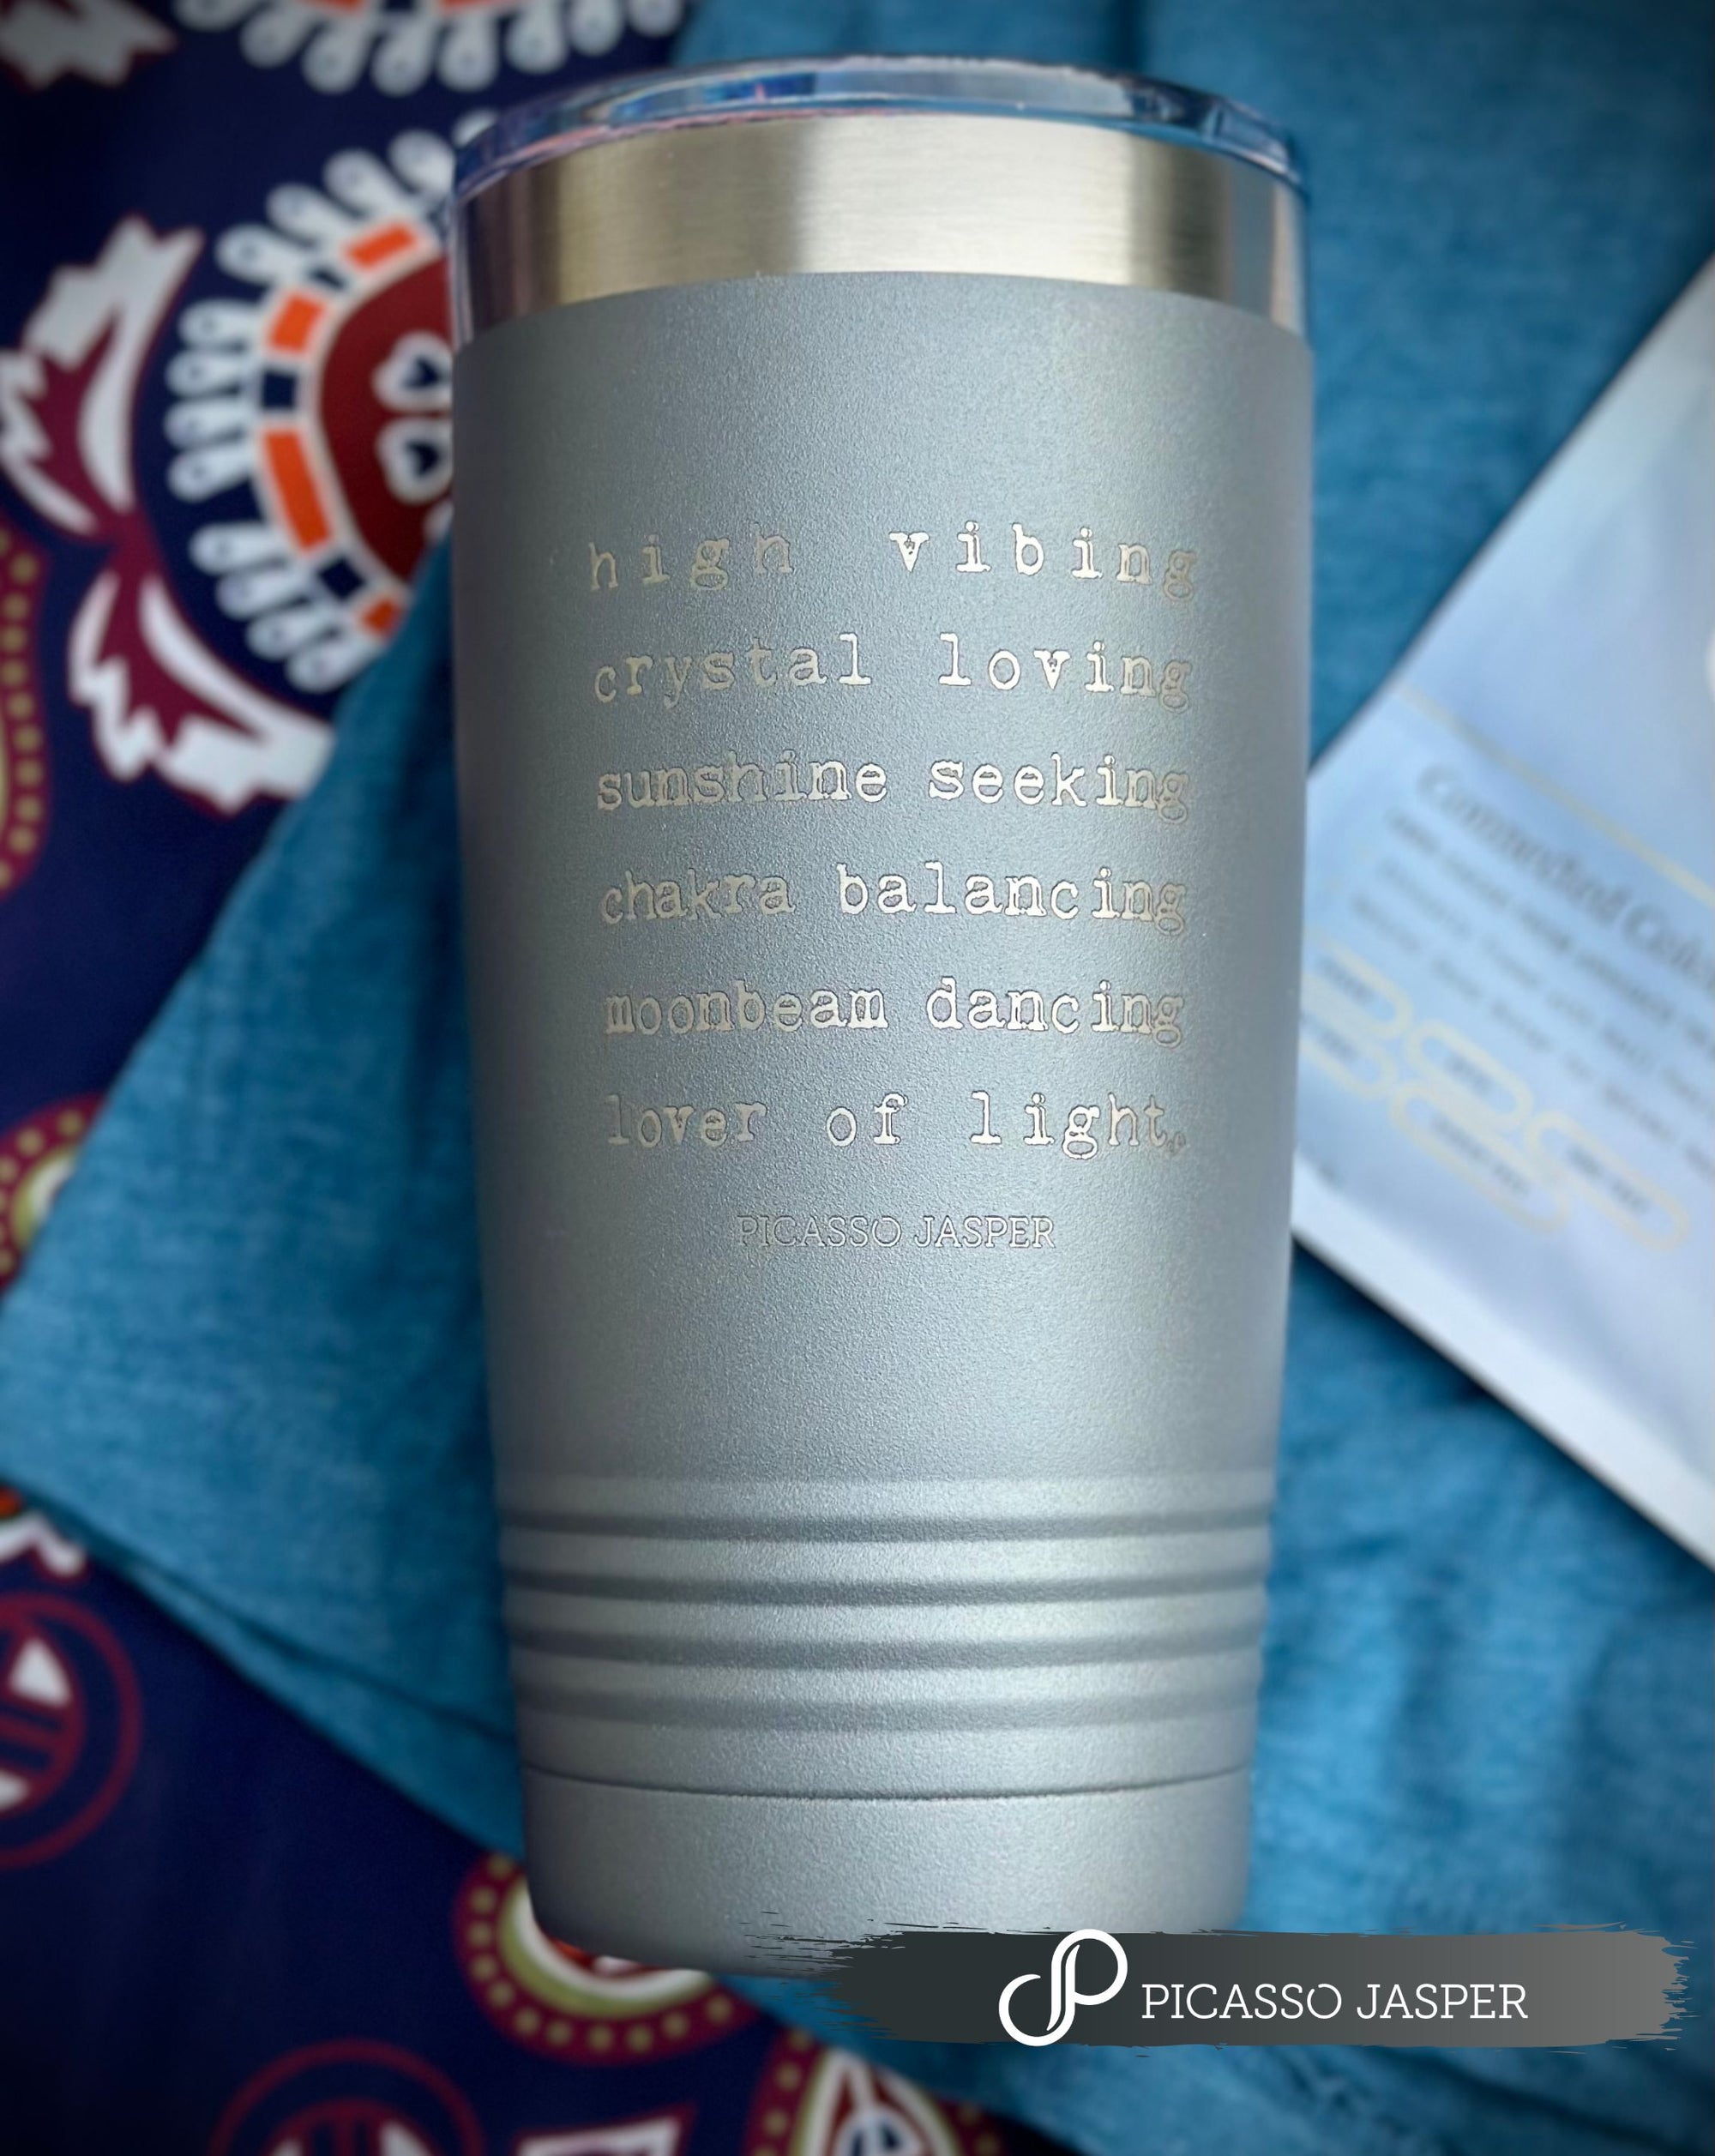 high vibing
crystal loving
sunshine seeking
chakra balancing
moonbeam dancing
lover of light.
PICASSO JASPER
PICASSO JASPER